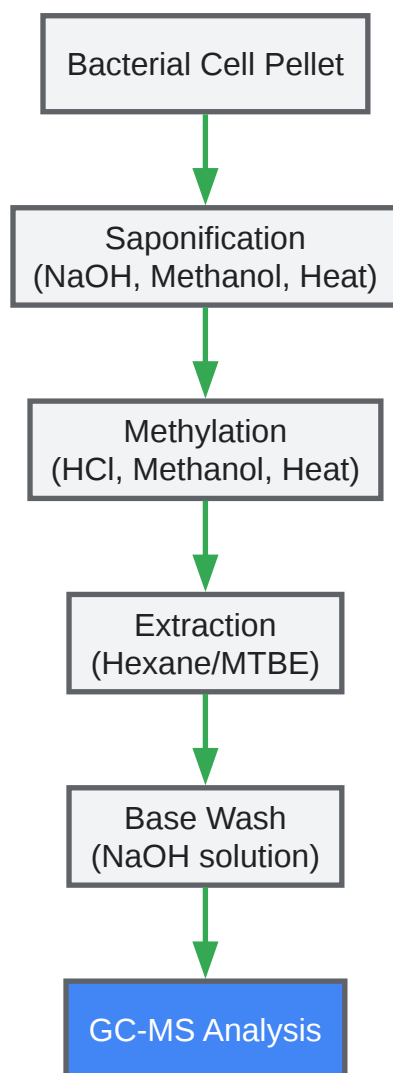 Bacterial Cell Pellet
Saponification
(NaOH, Methanol, Heat)
Methylation
(HCl, Methanol, Heat)
Extraction
(Hexane/MTBE)
Base Wash
(NaOH solution)
GC-MS Analysis